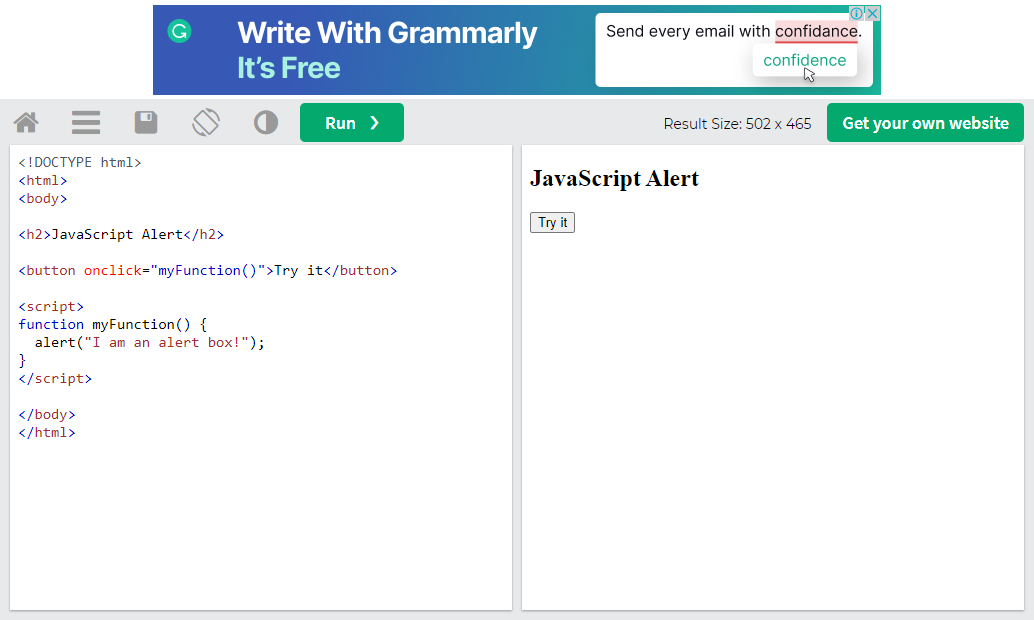 G
Write With Grammarly
It's Free
Send every email with confidance.
confidence
Run ❯
Result Size: 502 x 465
Get your own website
<!DOCTYPE html>
<html>
<body>
<h2>JavaScript Alert</h2>
<button onclick="myFunction()">Try it</button>
<script>
function myFunction() {
  alert("I am an alert box!");
}
</script>
</body>
</html>
JavaScript Alert
Try it